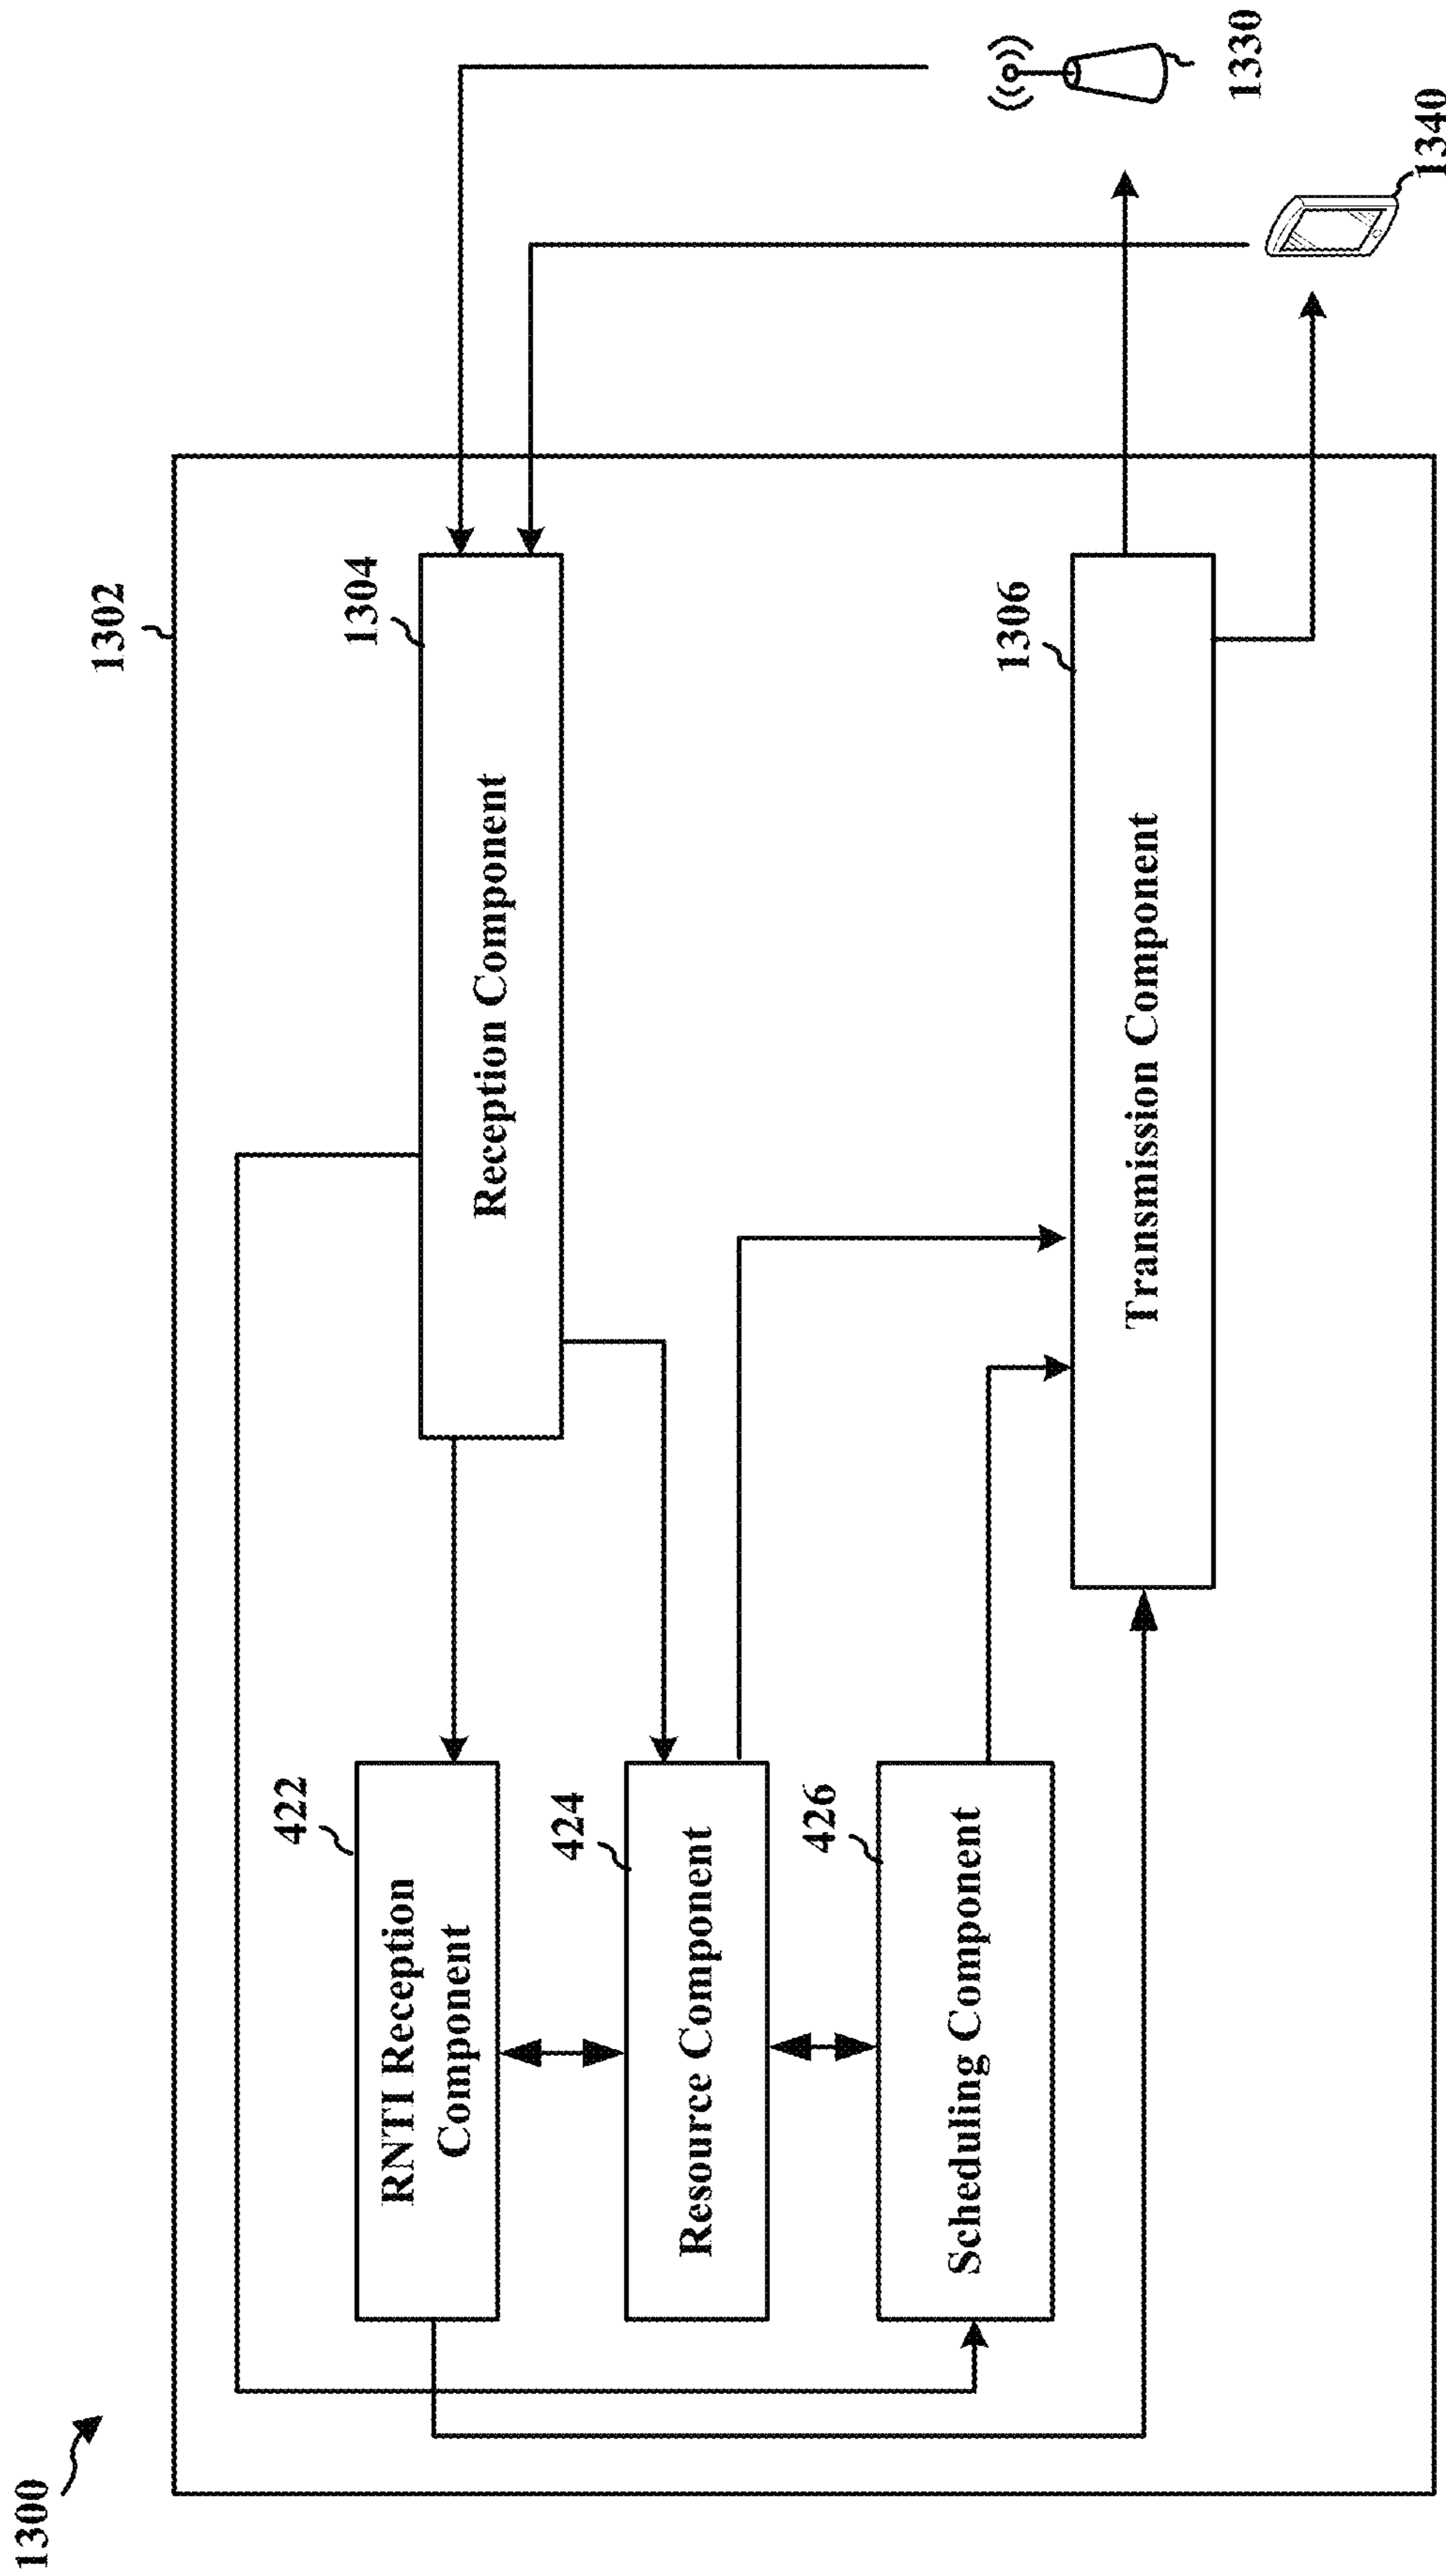 1300
1302
1304
Reception Component
422
RNTI Reception
Component
424
Resource Component
426
Scheduling Component
1306
Transmission Component
1330
1340